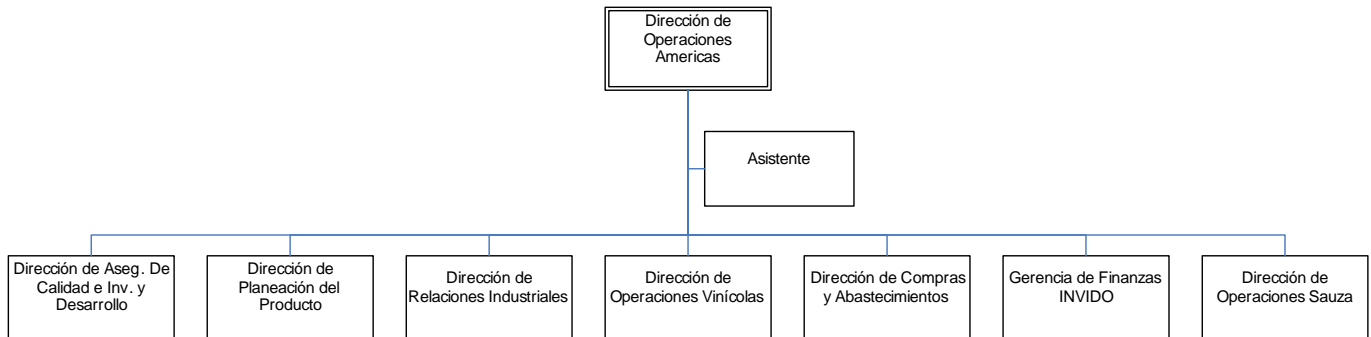 Dirección de
Operaciones
Americas
Asistente
Dirección de Aseg. De
Calidad e Inv. y
Desarrollo
Dirección de
Planeación del
Producto
Dirección de
Relaciones Industriales
Dirección de
Operaciones Vinícolas
Dirección de Compras
y Abastecimientos
Gerencia de Finanzas
INVIDO
Dirección de
Operaciones Sauza